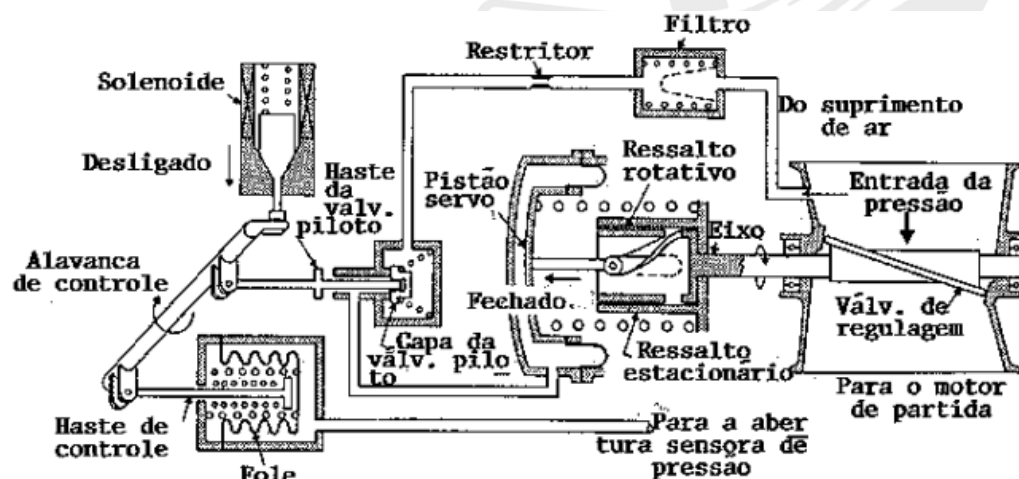 Filtro
Restritor
Solenoide
Do suprimento
de ar
Desligado
Haste
da
valv.
piloto
Pistão
servo
Ressalto
rotativo
Entrada da
pressão
Eixo
Alavanca
de controle
Fechado.
Válv. de
regulagem
Capa da
válv. pilo
to
Ressalto
estacionário
Para o motor
de partida
Haste de
controle
Para a aber
tura sensora de
pressão
Fole